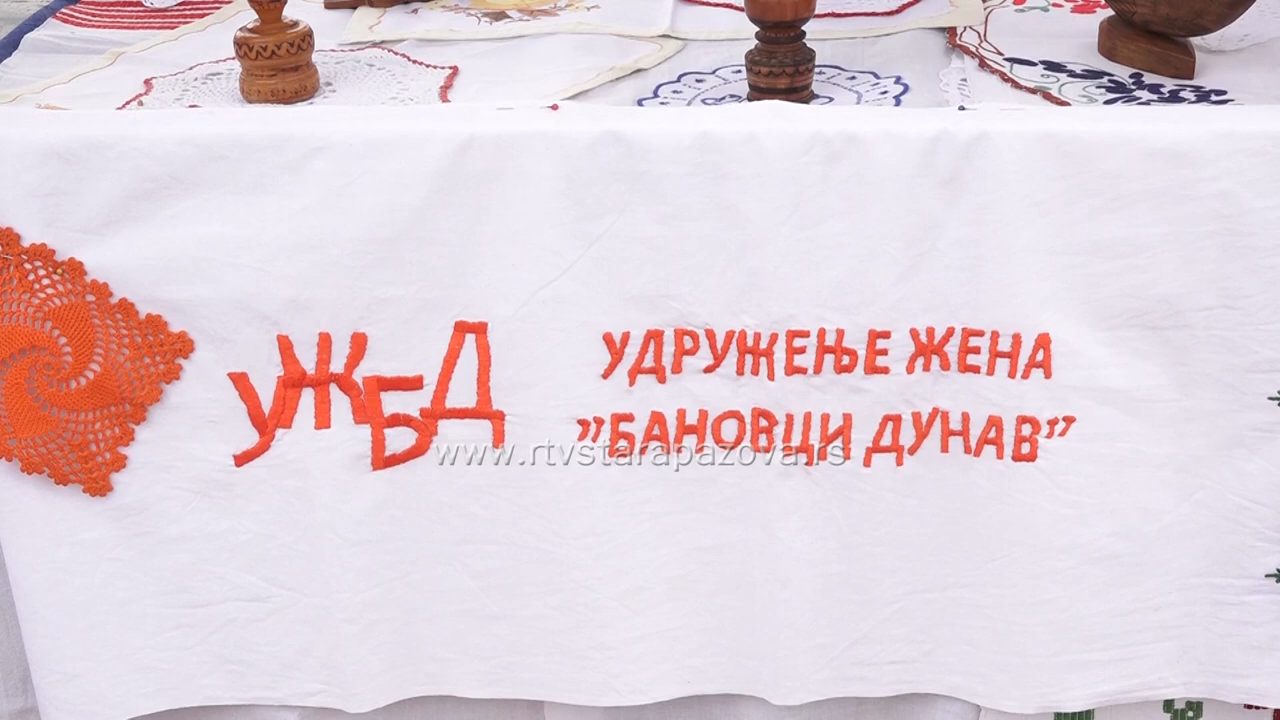 УЖБД
УДРУЖЕЊЕ ЖЕНА
"БАНОВЦИ ДУНАВ"
www.rtvstarapazova.rs